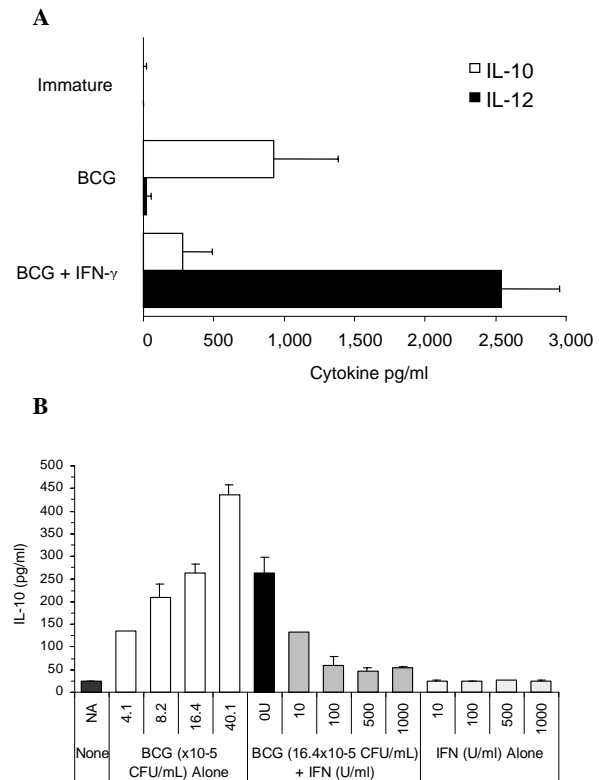 A
Immature
BCG
BCG + IFN-γ
IL-10
IL-12
0 500 1,000 1,500 2,000 2,500 3,000
Cytokine pg/ml
B
IL-10 (pg/ml)
500
450
400
350
300
250
200
150
100
50
0
NA 4.1 8.2 16.4 40.1 0U 10 100 500 1000 10 100 500 1000
None BCG (x10-5 BCG (16.4x10-5 CFU/mL) IFN (U/ml) Alone
CFU/mL) Alone + IFN (U/ml)